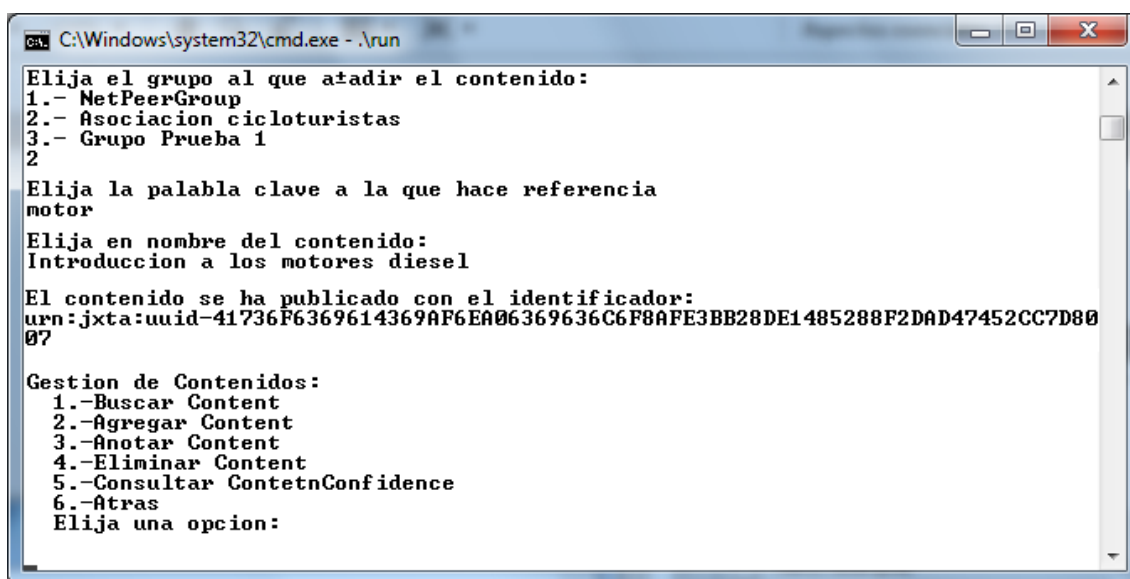 C:\Windows\system32\cmd.exe - .\run
Elija el grupo al que a±adir el contenido:
1.- NetPeerGroup
2.- Asociacion cicloturistas
3.- Grupo Prueba 1
2
Elija la palabla clave a la que hace referencia
motor
Elija en nombre del contenido:
Introduccion a los motores diesel
El contenido se ha publicado con el identificador:
urn:jxta:uuid-41736F6369614369AF6EA06369636C6F8AFE3BB28DE1485288F2DAD47452CC7D80
07
Gestion de Contenidos:
1.-Buscar Content
2.-Agregar Content
3.-Anotar Content
4.-Eliminar Content
5.-Consultar ContetnConfidence
6.-Atras
Elija una opcion: